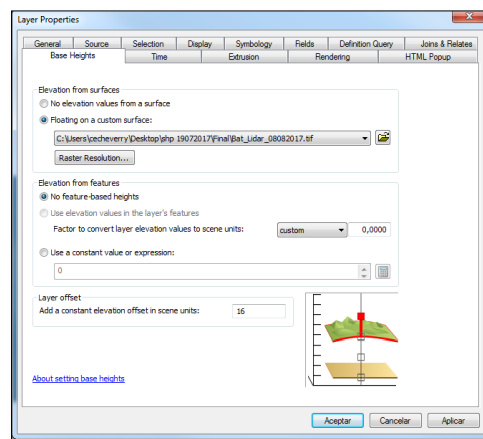 Layer Properties
General Source Selection Display Symbology Fields Definition Query Joins & Relates
Base Heights Time Extrusion Rendering HTML Popup
Elevation from surfaces
No elevation values from a surface
Floating on a custom surface:
C:\Users\cecheverry\Desktop\shp 19072017\Final\Bat_Lidar_08082017.tif
Raster Resolution...
Elevation from features
No feature-based heights
Use elevation values in the layer's features
Factor to convert layer elevation values to scene units: custom 0,0000
Use a constant value or expression:
0
Layer offset
Add a constant elevation offset in scene units: 16
About setting base heights
Aceptar Cancelar Aplicar